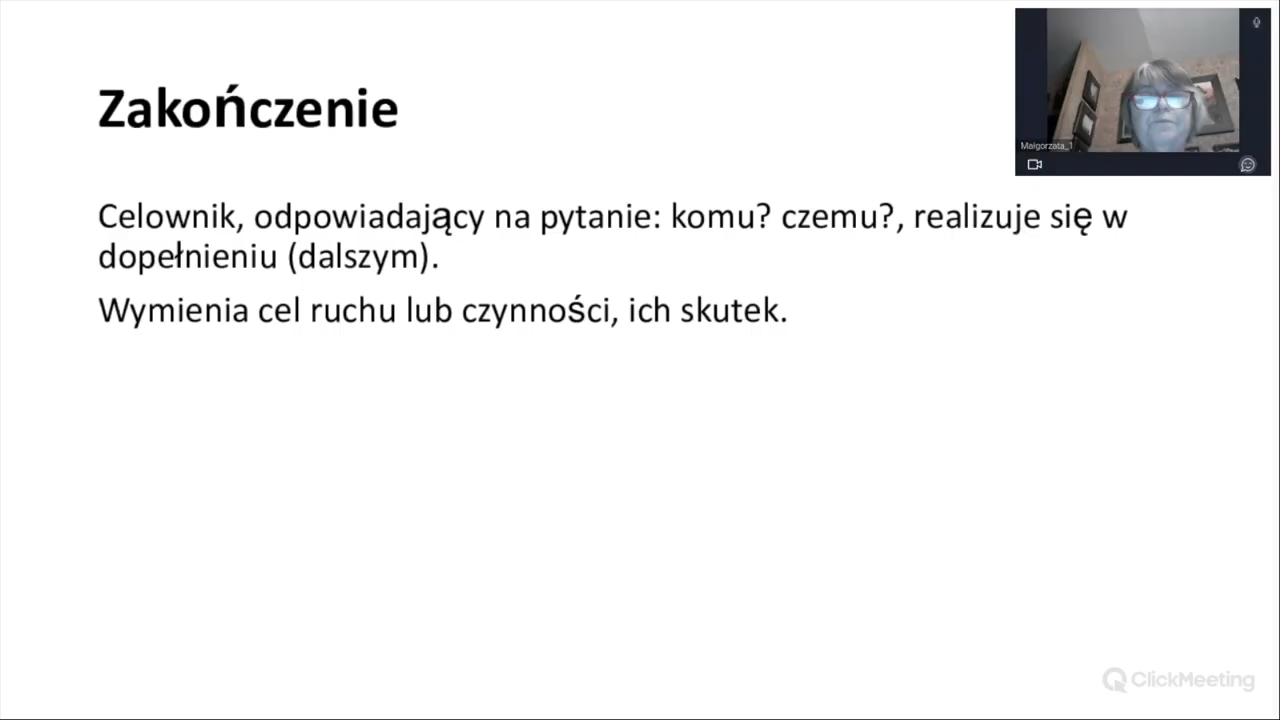 Zakończenie
Celownik, odpowiadający na pytanie: komu? czemu?, realizuje się w
dopełnieniu (dalszym).
Wymienia cel ruchu lub czynności, ich skutek.
Małgorzata_1
ClickMeeting